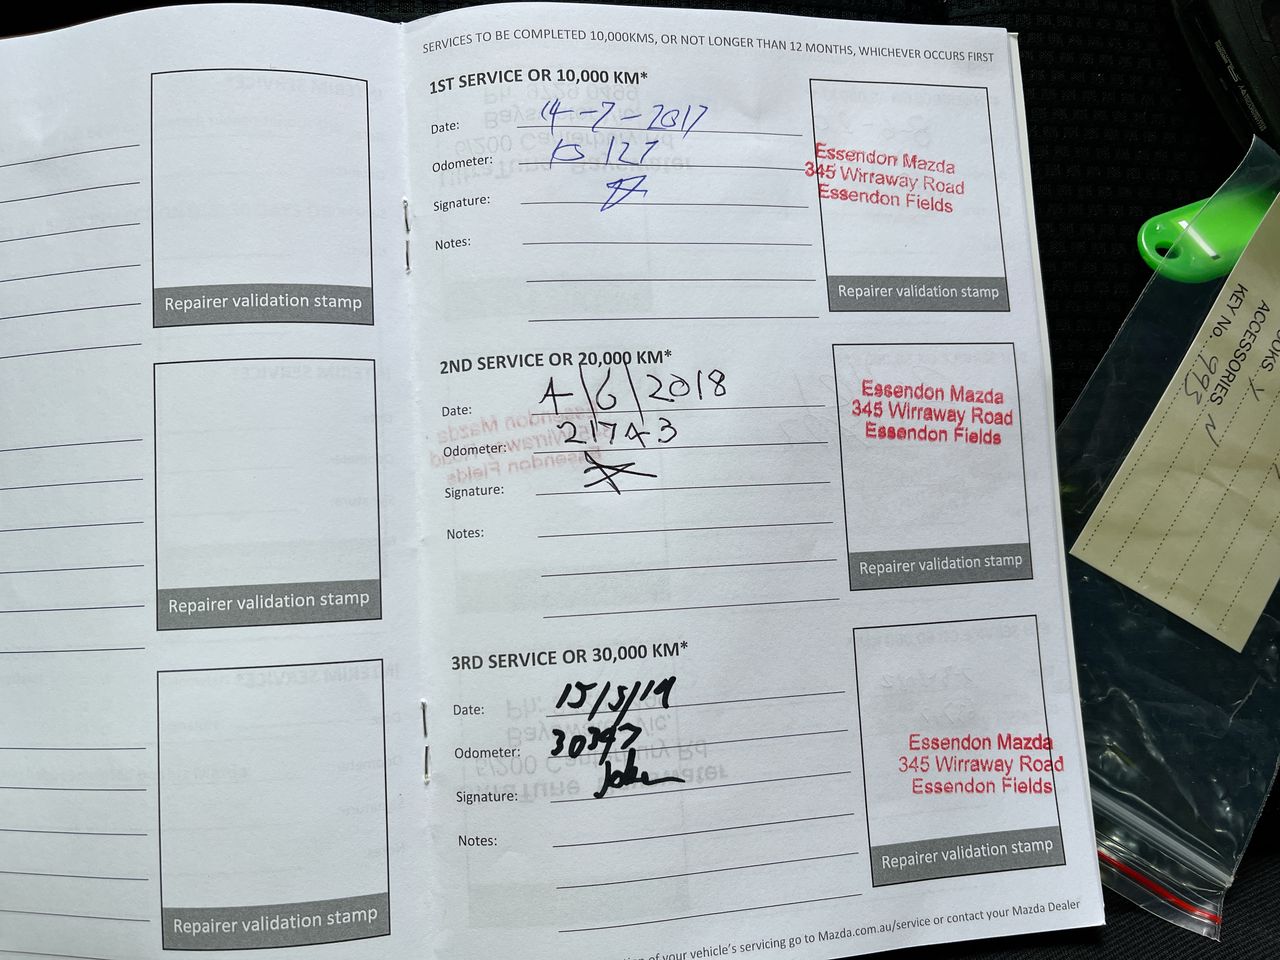 SERVICES TO BE COMPLETED 10,000KMS, OR NOT LONGER THAN 12 MONTHS, WHICHEVER OCCURS FIRST
Repairer validation stamp
Repairer validation stamp
Repairer validation stamp
1ST SERVICE OR 10,000 KM*
Date: 14-7-2017
Odometer: 10 127
Signature:
Notes:
Essendon Mazda
345 Wirraway Road
Essendon Fields
Repairer validation stamp
2ND SERVICE OR 20,000 KM*
Date: 4/6/2018
Odometer: 21743
Signature:
Notes:
Essendon Mazda
345 Wirraway Road
Essendon Fields
Repairer validation stamp
3RD SERVICE OR 30,000 KM*
Date: 15/5/19
Odometer: 30347
Signature:
Notes:
Essendon Mazda
345 Wirraway Road
Essendon Fields
Repairer validation stamp
of your vehicle's servicing go to Mazda.com.au/service or contact your Mazda Dealer
ACCESSORIES N
KEY No... 993